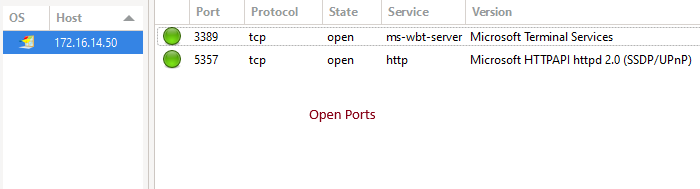 OS Host Port Protocol State Service Version
172.16.14.50 3389 tcp open ms-wbt-server Microsoft Terminal Services
5357 tcp open http Microsoft HTTPAPI httpd 2.0 (SSDP/UPnP)
Open Ports